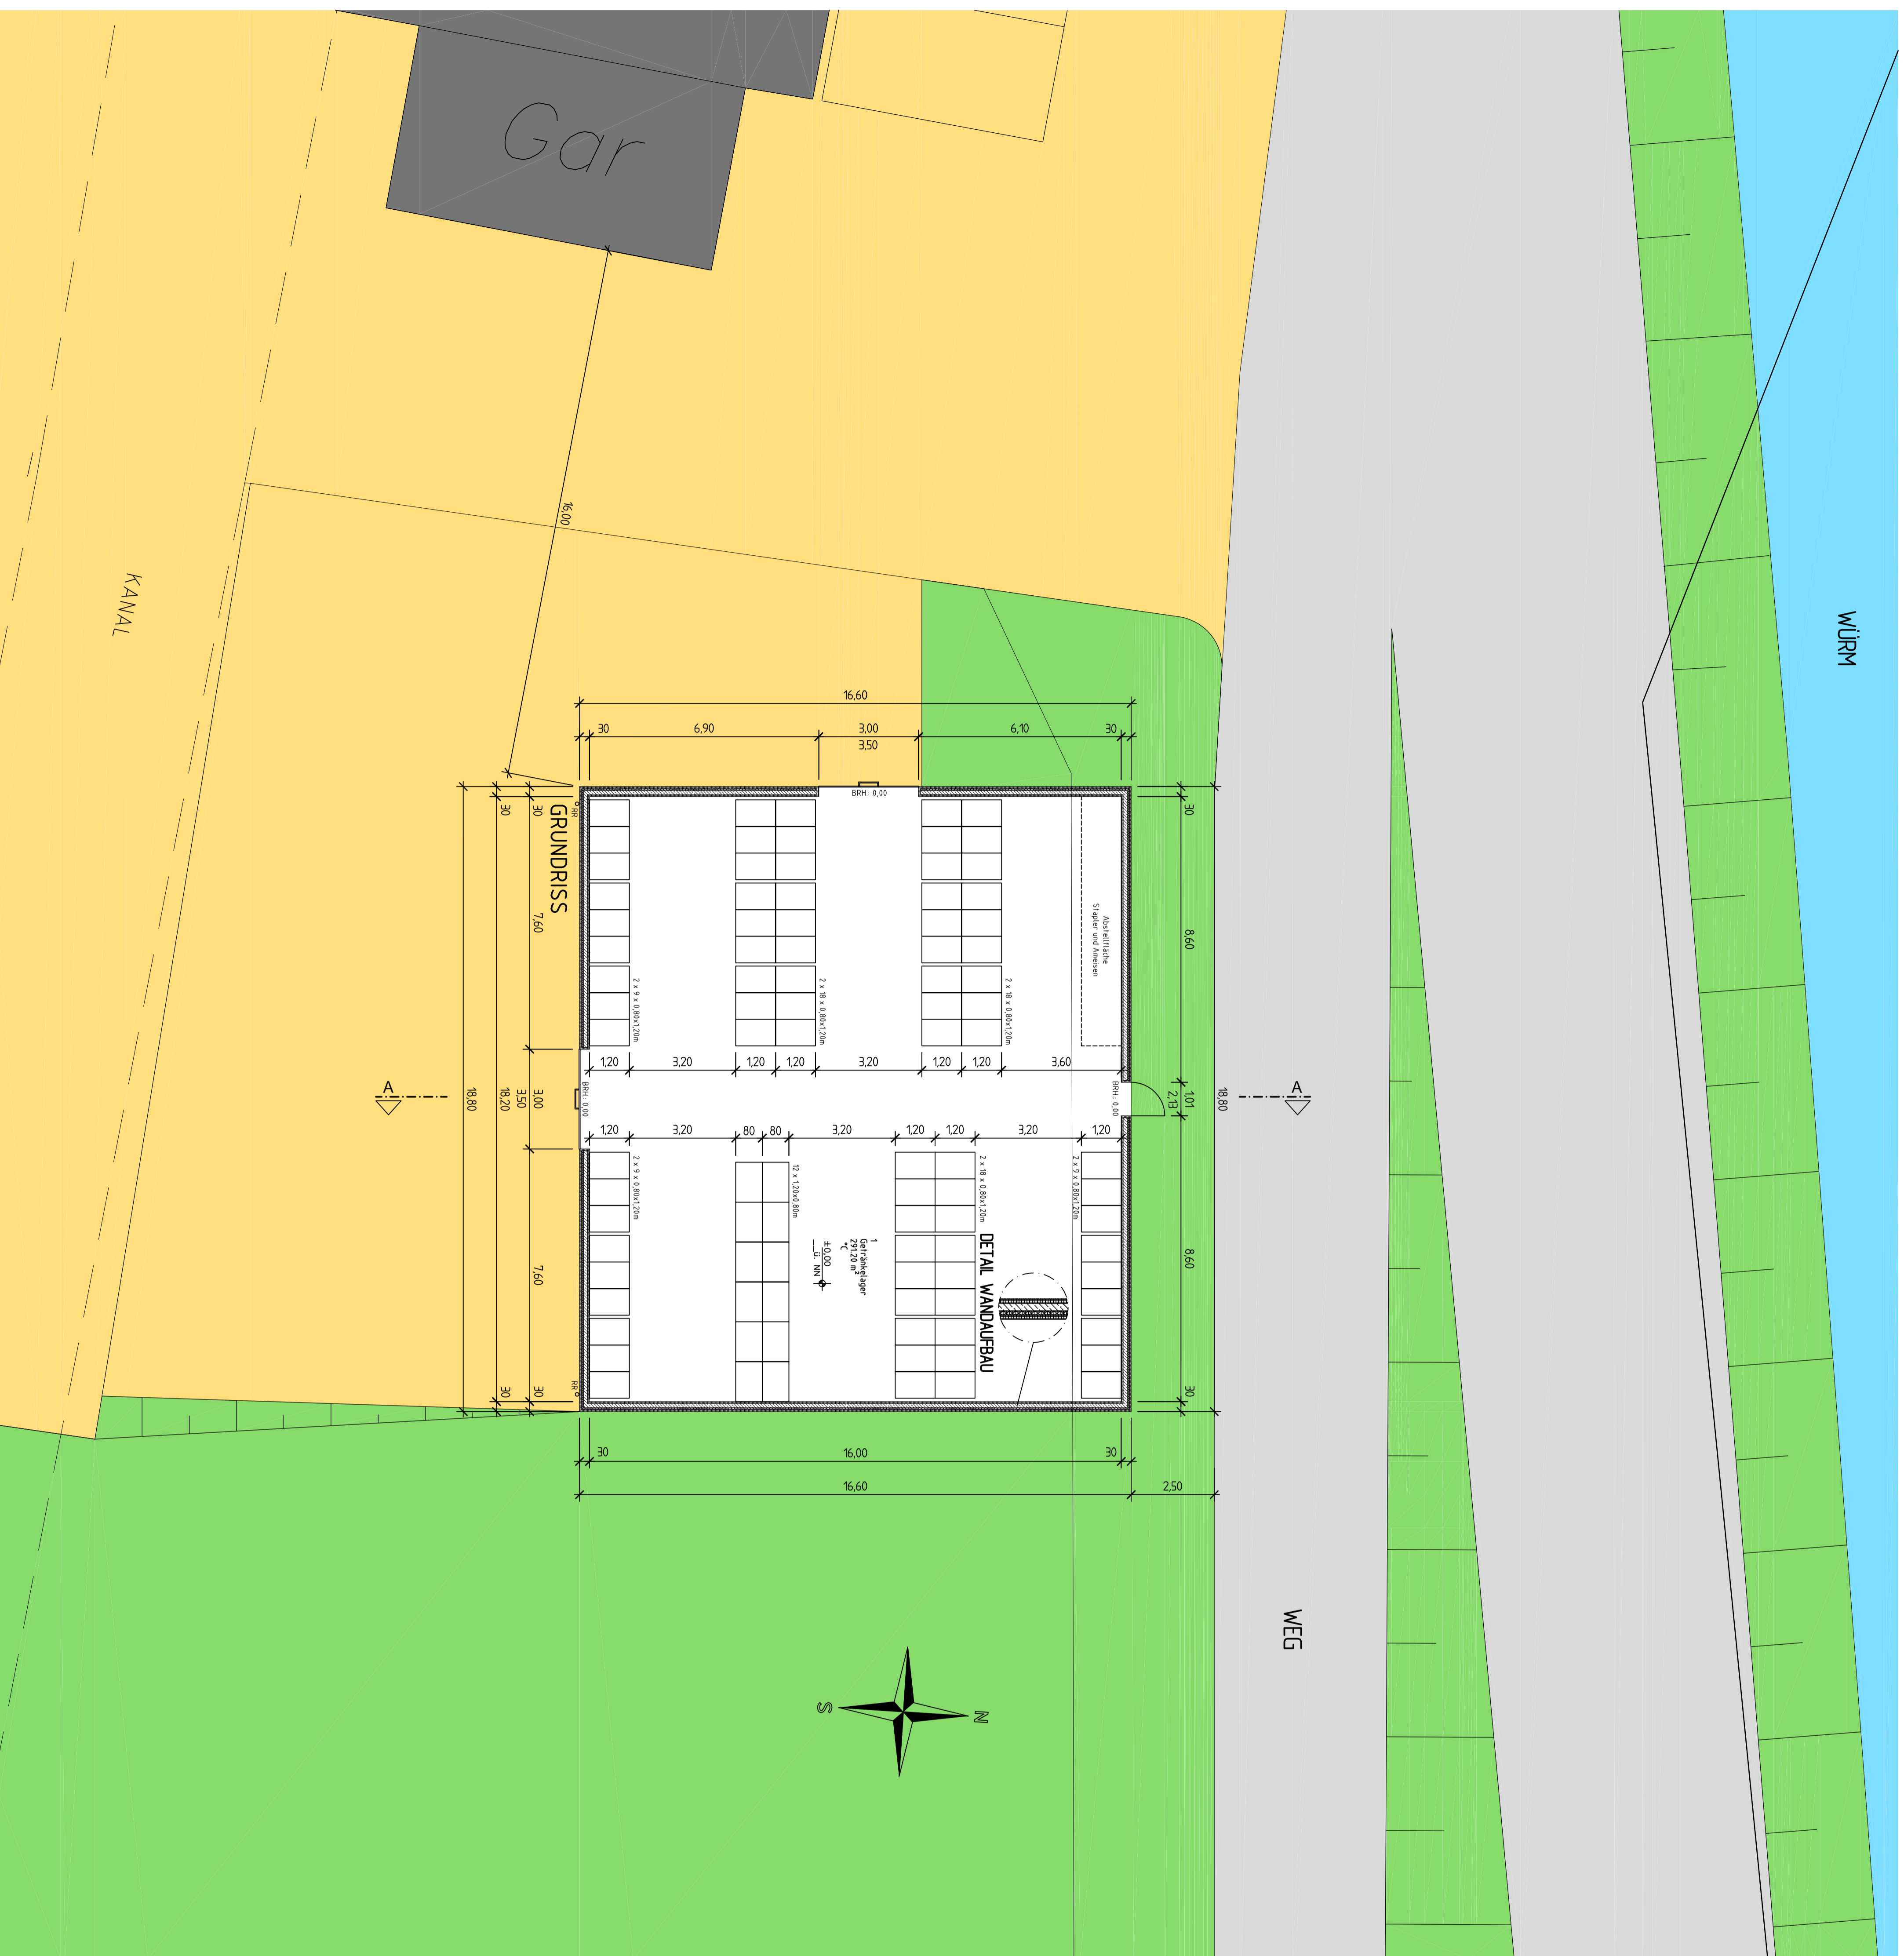 Gar
16,00
KANAL
WÜRM
WEG
16,60
30
6,90
3,00
3,50
6,10
30
BRH.: 0,00
GRUNDRISS
RR
30
30
30
7,60
8,60
Abstellfläche
Stapler und Ameisen
2 x 9 x 0,80x1,20m
2 x 18 x 0,80x1,20m
2 x 18 x 0,80x1,20m
1,20
3,20
1,20
1,20
3,20
1,20
1,20
3,60
A
18,80
18,20
3,50
3,00
BRH.: 0,00
BRH.: 0,00
1,01
2,13
18,80
A
1,20
3,20
80
80
3,20
1,20
1,20
3,20
1,20
2 x 9 x 0,80x1,20m
12 x 1,20x0,80m
2 x 18 x 0,80x1,20m
2 x 9 x 0,80x1,20m
1
Getränkelager
291.20 m²
°C
±0,00
__ü. NN
DETAIL WANDAUFBAU
7,60
8,60
RR
30
30
30
30
16,00
30
16,60
2,50
S
N